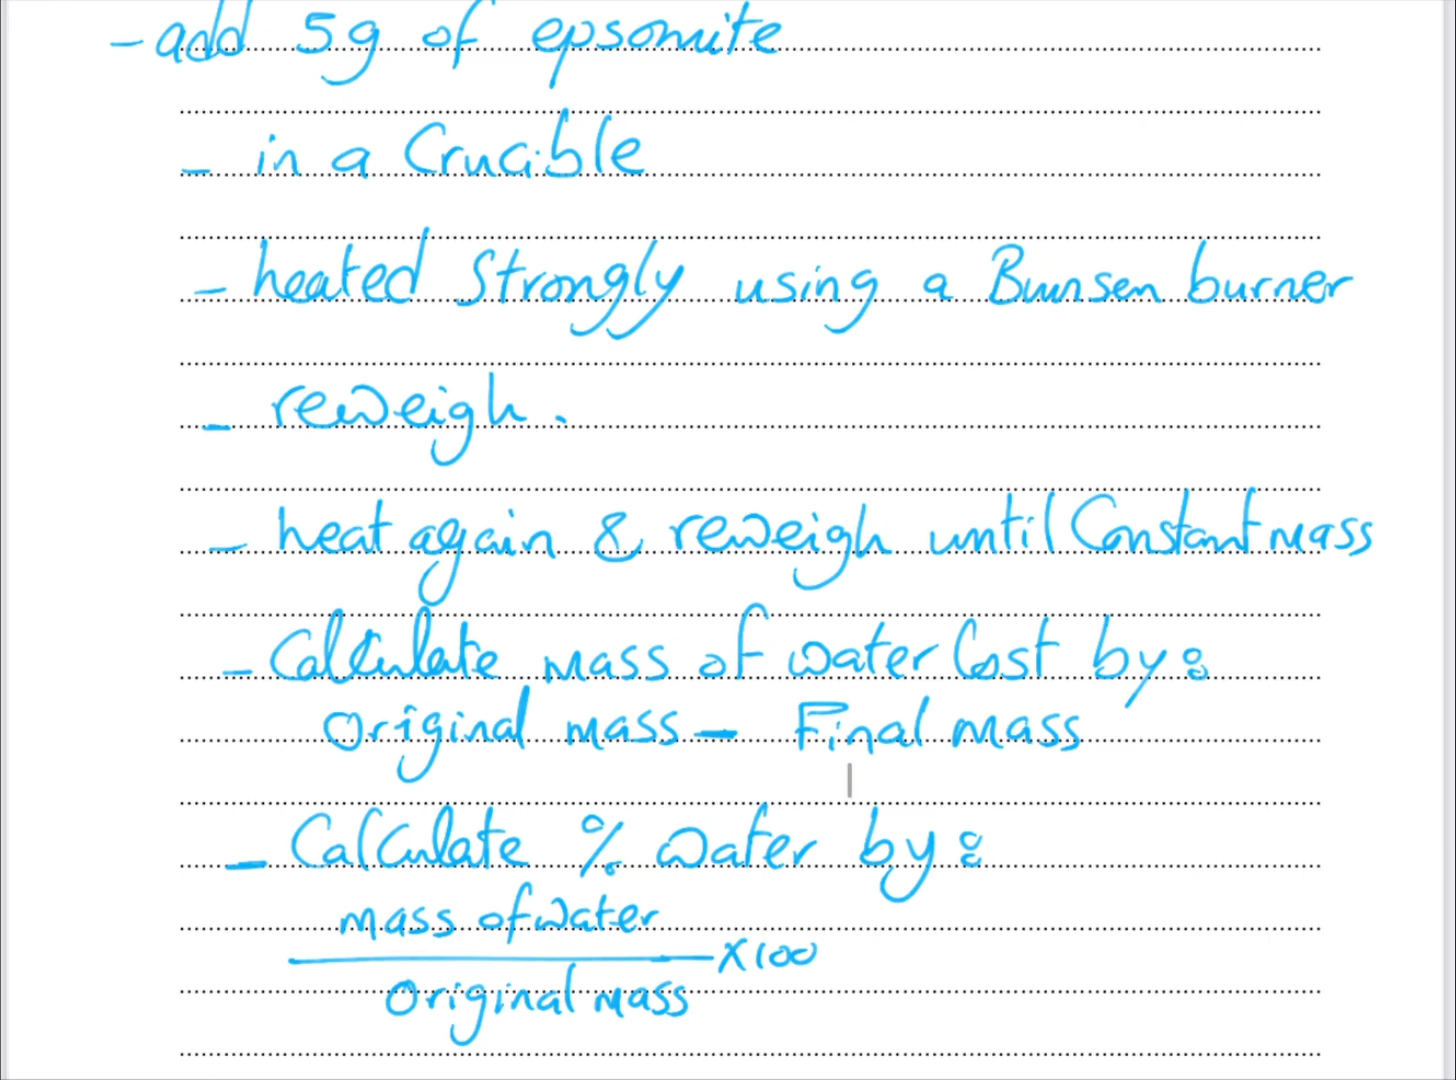 - add 5g of epsomite
- in a Crucible
- heated Strongly using a Bunsen burner
- reweigh.
- heat again & reweigh until Constant mass
- Calculate mass of water lost by:
Original mass - Final mass
- Calculate % water by:
mass of water
x 100
Original mass